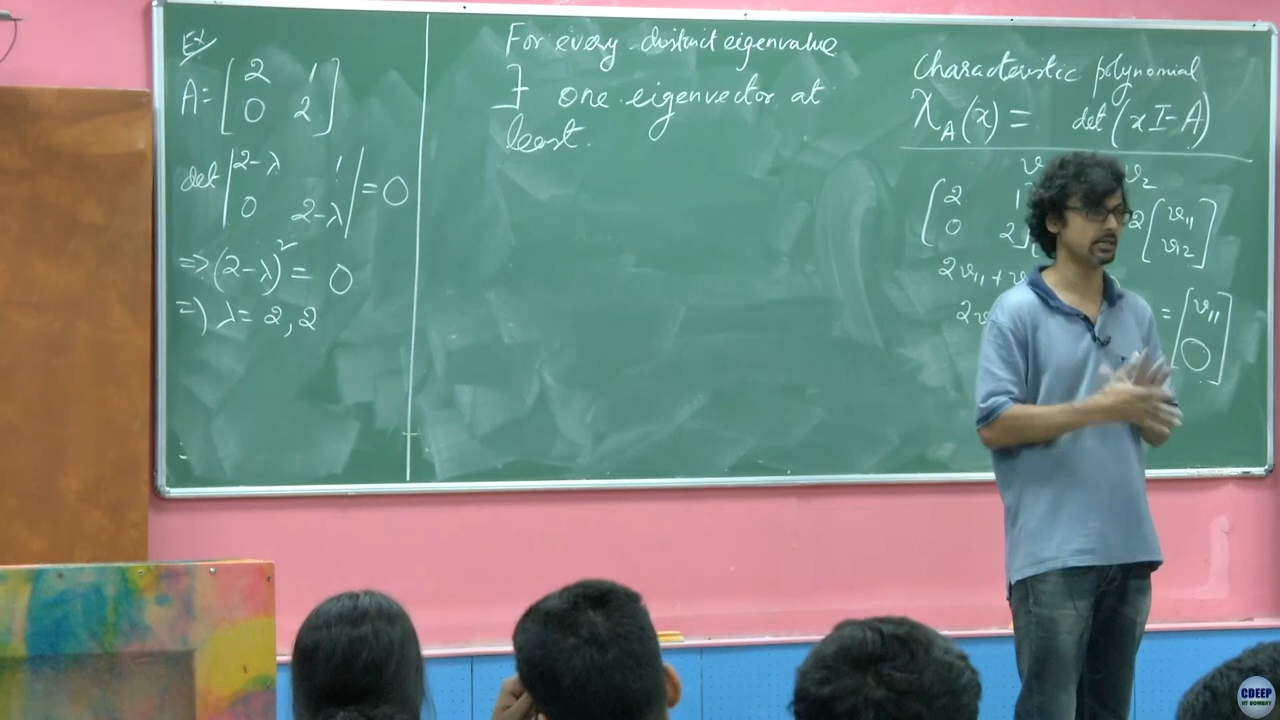 Ex
A = [2 1
0 2]
det |2-λ 1
0 2-λ| = 0
=> (2-λ)² = 0
=> λ = 2, 2
For every distinct eigenvalue
∃ one eigenvector at
least.
Characteristic polynomial
χ_A(x) = det(xI-A)
[2 1
0 2]
2 [v₁₁
v₁₂]
2v₁₁ +
= [v₁₁
0]
CDEEP
IIT BOMBAY